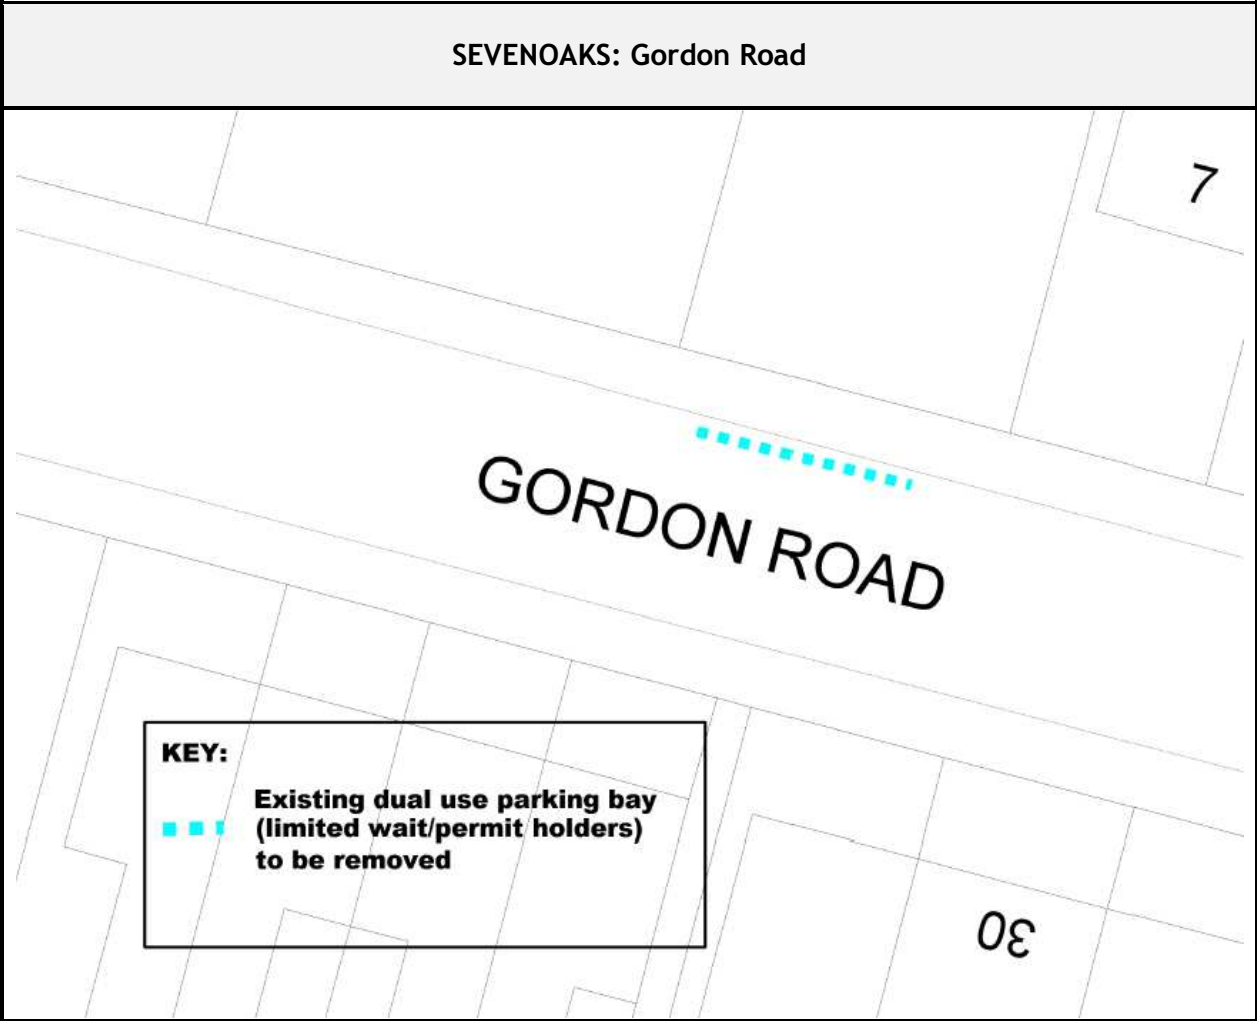 SEVENOAKS: Gordon Road
7
GORDON ROAD
KEY:
Existing dual use parking bay
(limited wait/permit holders)
to be removed
30